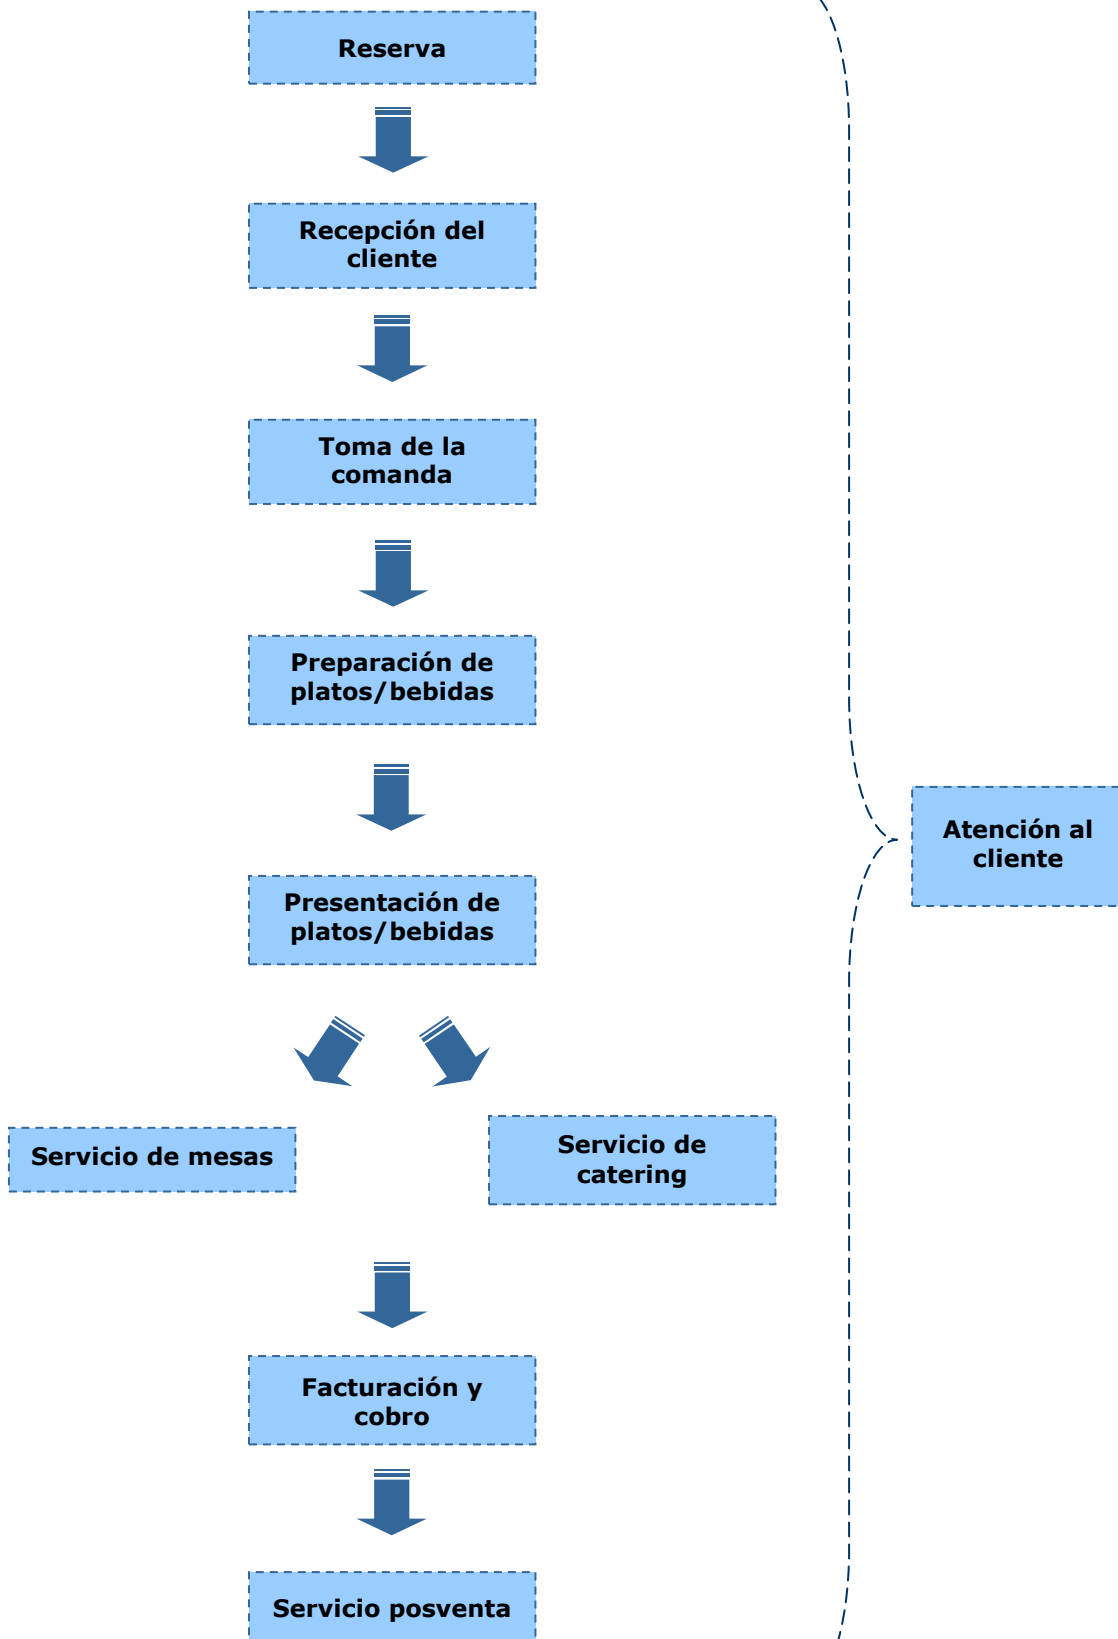 Reserva
Recepción del
cliente
Toma de la
comanda
Preparación de
platos/bebidas
Atención al
cliente
Presentación de
platos/bebidas
Servicio de mesas
Servicio de
catering
Facturación y
cobro
Servicio posventa